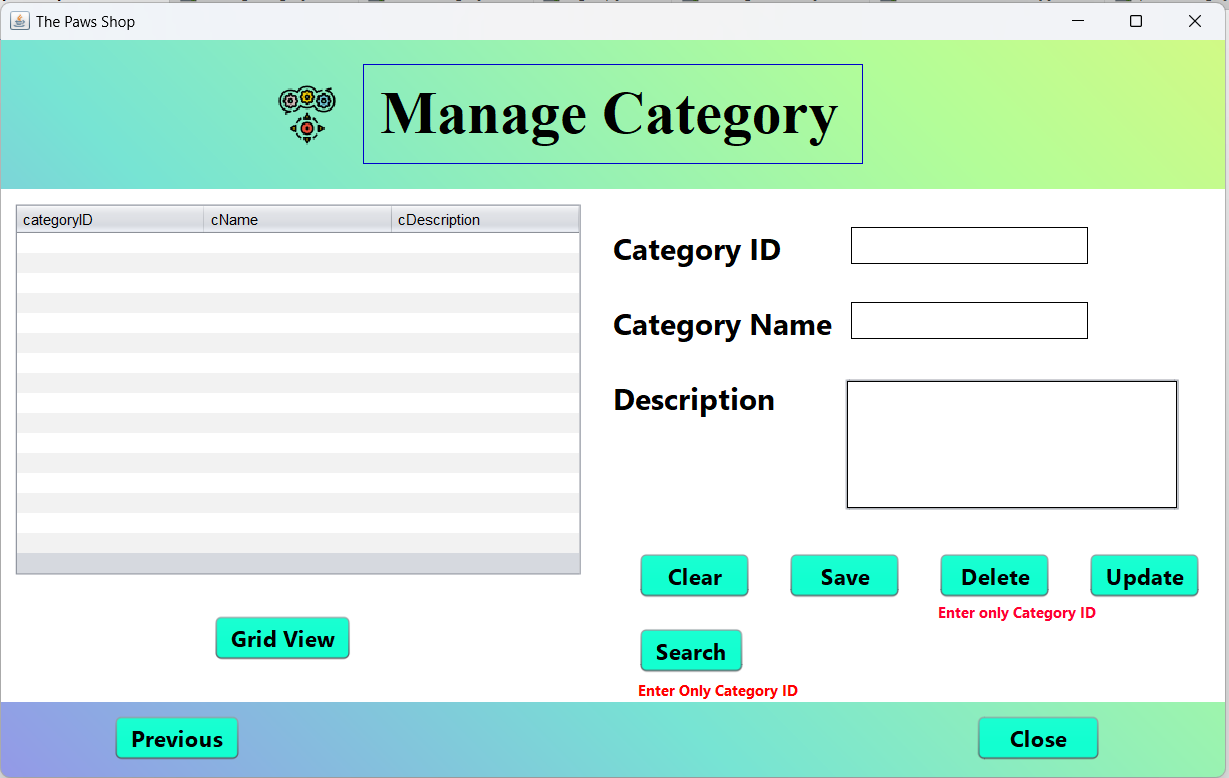 The Paws Shop
Manage Category
categoryID cName cDescription
Category ID
Category Name
Description
Clear Save Delete Update
Enter only Category ID
Grid View
Search
Enter Only Category ID
Previous Close